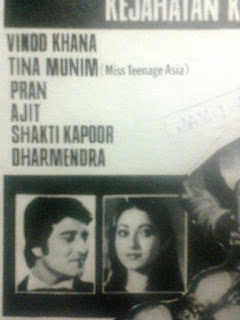 KEJAHATAN K
VINOD KHANA
TINA MUNIM (Miss Teenage Asia)
PRAN
AJIT
SHAKTI KAPOOR
DHARMENDRA